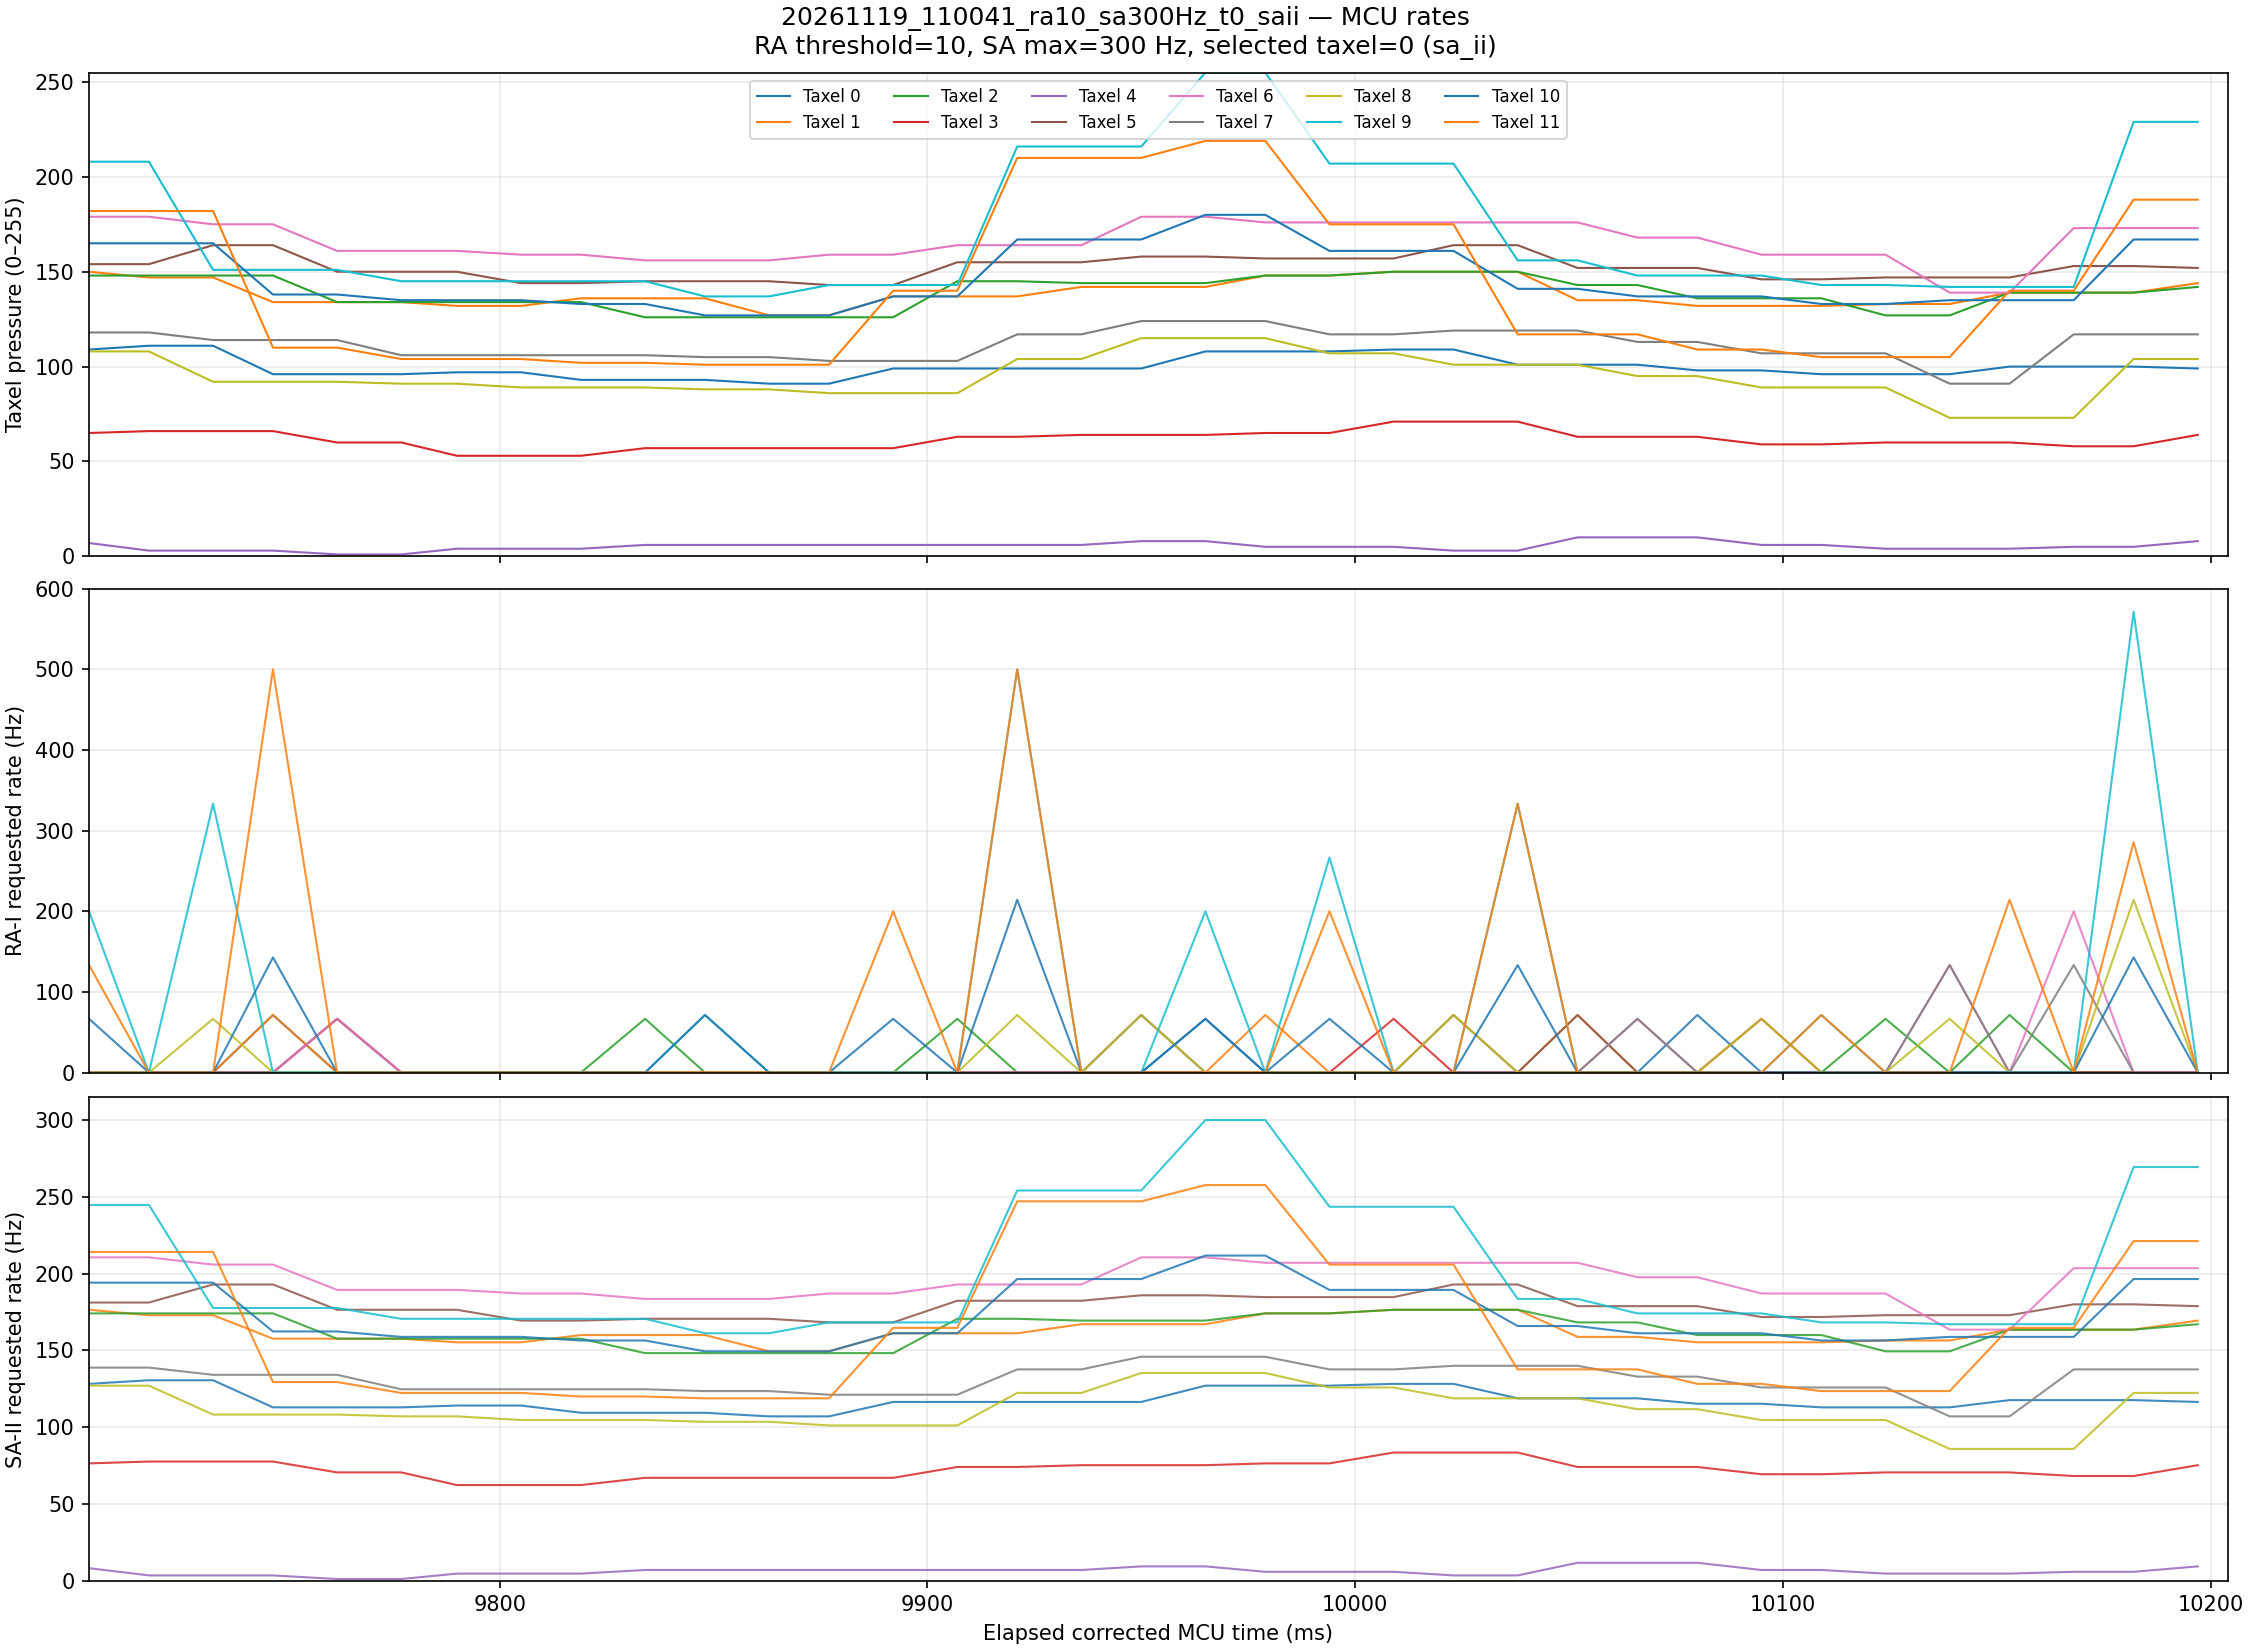 20261119_110041_ra10_sa300Hz_t0_saii — MCU rates
RA threshold=10, SA max=300 Hz, selected taxel=0 (sa_ii)
Taxel pressure (0–255)
250
200
150
100
50
0
Taxel 0 Taxel 2 Taxel 4 Taxel 6 Taxel 8 Taxel 10
Taxel 1 Taxel 3 Taxel 5 Taxel 7 Taxel 9 Taxel 11
RA-I requested rate (Hz)
600
500
400
300
200
100
0
SA-II requested rate (Hz)
300
250
200
150
100
50
0
9800 9900 10000 10100 10200
Elapsed corrected MCU time (ms)